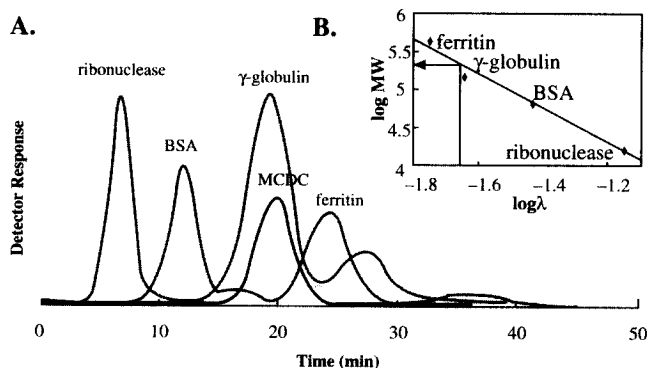 A.
ribonuclease
BSA
γ-globulin
MCDC
ferritin
Detector Response
0 10 20 30 40 50
Time (min)
B.
6
5.5
5
4.5
4
log MW
ferritin
γ-globulin
BSA
ribonuclease
−1.8 −1.6 −1.4 −1.2
logλ